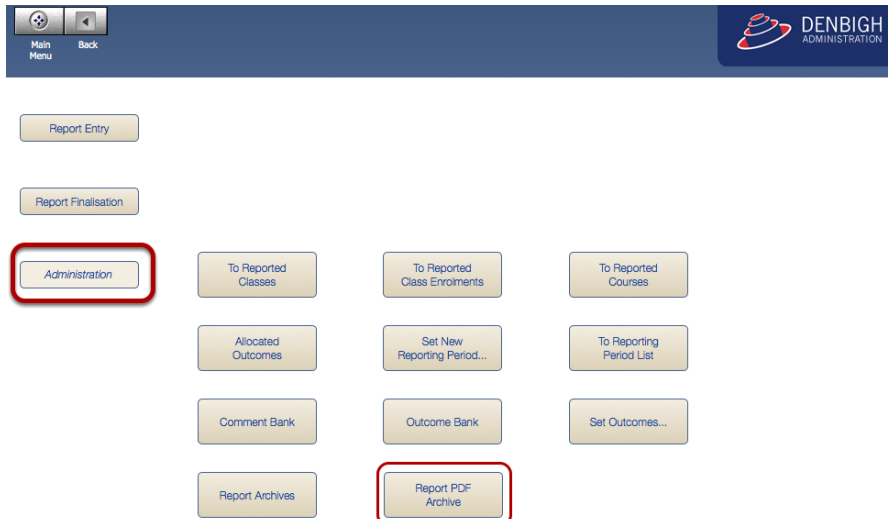 Main
Menu
Back
DENBIGH
ADMINISTRATION
Report Entry
Report Finalisation
Administration
To Reported
Classes
To Reported
Class Enrolments
To Reported
Courses
Allocated
Outcomes
Set New
Reporting Period...
To Reporting
Period List
Comment Bank
Outcome Bank
Set Outcomes...
Report Archives
Report PDF
Archive